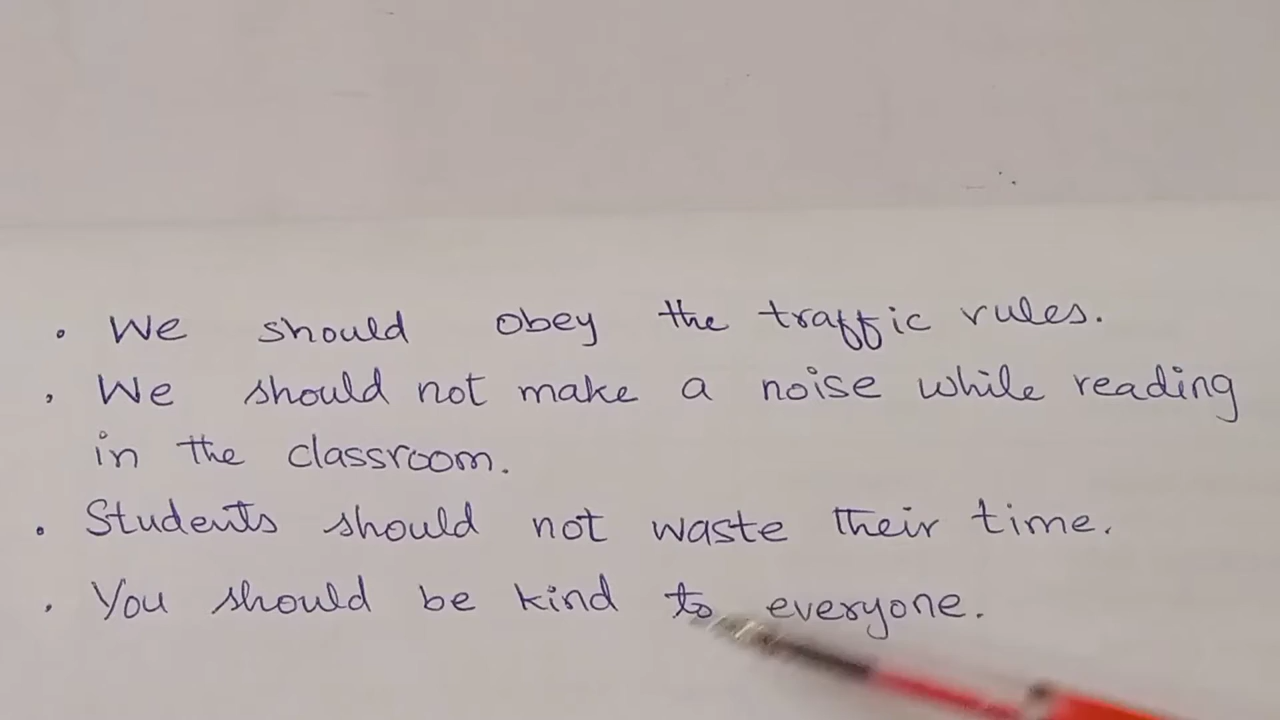 • We should obey the traffic rules.
• We should not make a noise while reading
in the classroom.
• Students should not waste their time.
• You should be kind to everyone.